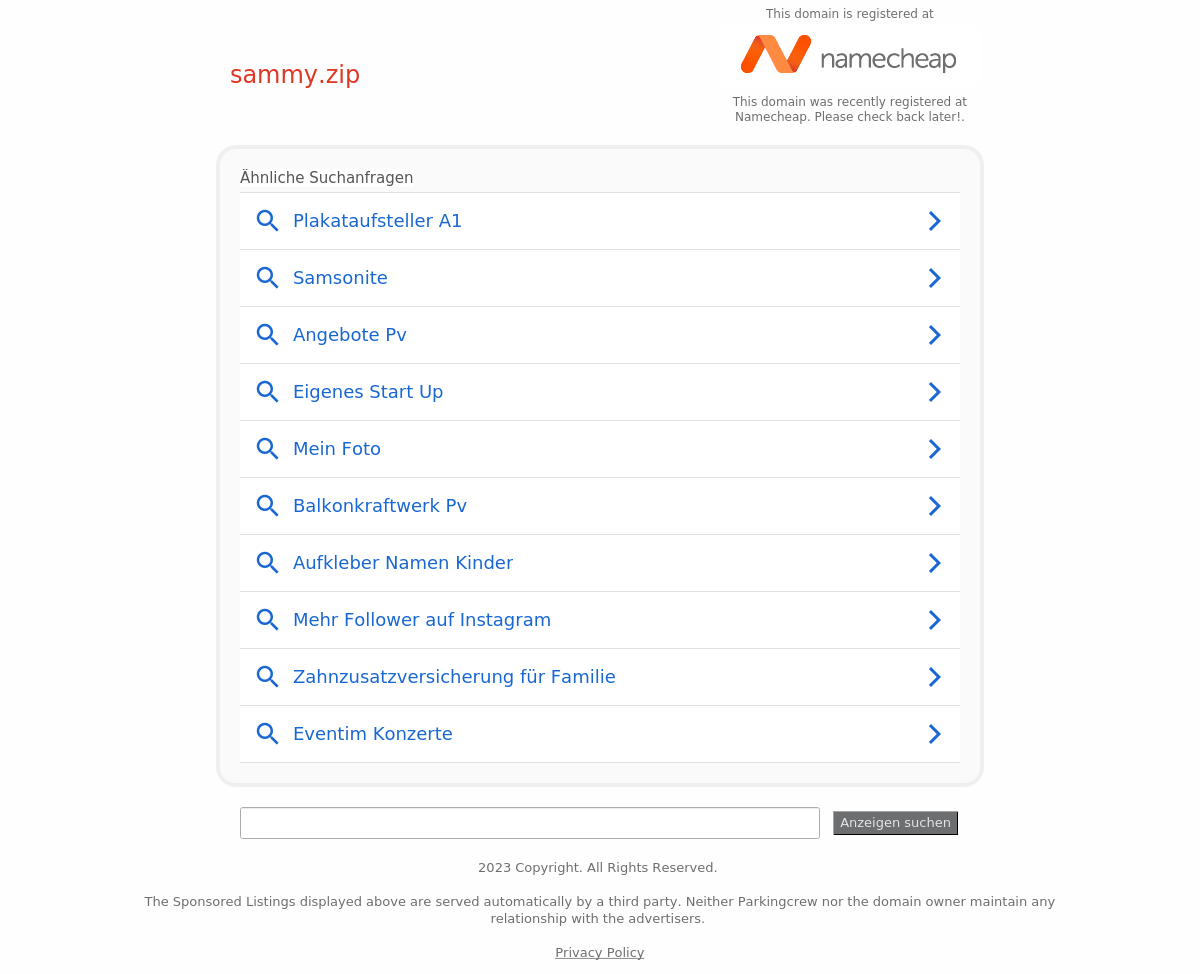 This domain is registered at
namecheap
sammy.zip
This domain was recently registered at
Namecheap. Please check back later!.
Ähnliche Suchanfragen
Plakataufsteller A1
Samsonite
Angebote Pv
Eigenes Start Up
Mein Foto
Balkonkraftwerk Pv
Aufkleber Namen Kinder
Mehr Follower auf Instagram
Zahnzusatzversicherung für Familie
Eventim Konzerte
Anzeigen suchen
2023 Copyright. All Rights Reserved.
The Sponsored Listings displayed above are served automatically by a third party. Neither Parkingcrew nor the domain owner maintain any
relationship with the advertisers.
Privacy Policy